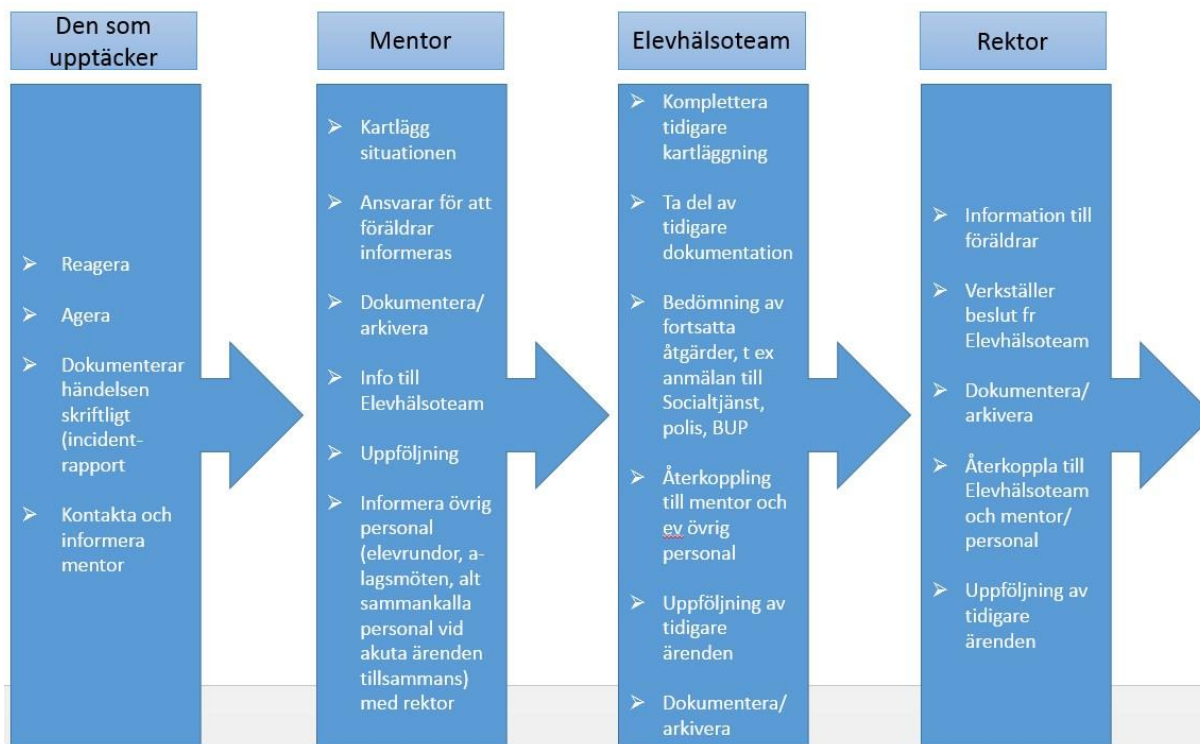 Den som
upptäcker
➢ Reagera
➢ Agera
➢ Dokumenterar
händelsen
skriftligt
(incident-
rapport
➢ Kontakta och
informera
mentor
Mentor
➢ Kartlägg
situationen
➢ Ansvarar för att
föräldrar
informeras
➢ Dokumentera/
arkivera
➢ Info till
Elevhälsoteam
➢ Uppföljning
➢ Informera övrig
personal
(elevrundor, a-
lagsmöten, alt
sammankalla
personal vid
akuta ärenden
tillsammans)
med rektor
Elevhälsoteam
➢ Komplettera
tidigare
kartläggning
➢ Ta del av
tidigare
dokumentation
➢ Bedömning av
fortsatta
åtgärder, t ex
anmälan till
Socialtjänst,
polis, BUP
➢ Återkoppling
till mentor och
ev övrig
personal
➢ Uppföljning av
tidigare
ärenden
➢ Dokumentera/
arkivera
Rektor
➢ Information till
föräldrar
➢ Verkställer
beslut fr
Elevhälsoteam
➢ Dokumentera/
arkivera
➢ Återkoppla till
Elevhälsoteam
och mentor/
personal
➢ Uppföljning av
tidigare
ärenden